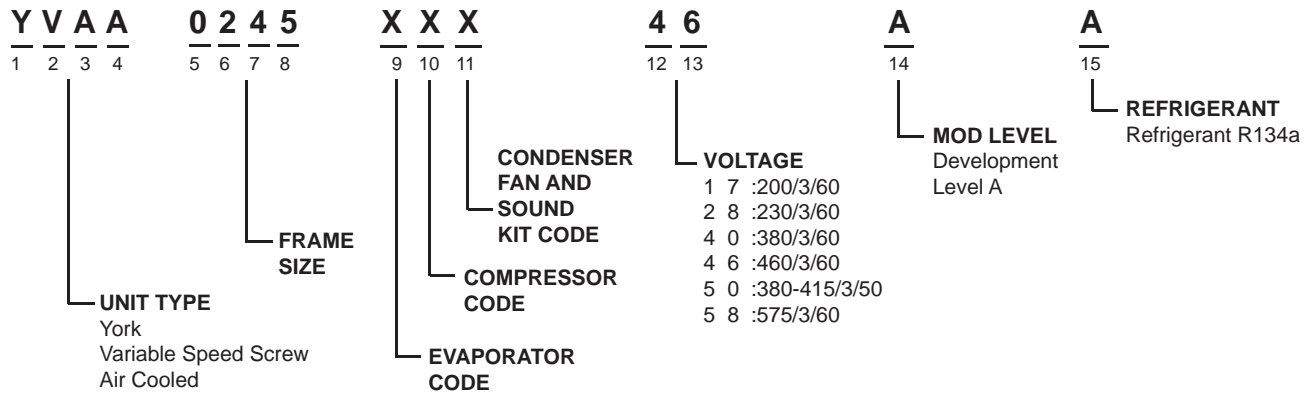 Y V A A 0 2 4 5 X X X 4 6 A A
1 2 3 4 5 6 7 8 9 10 11 12 13 14 15
UNIT TYPE
York
Variable Speed Screw
Air Cooled
FRAME
SIZE
EVAPORATOR
CODE
COMPRESSOR
CODE
CONDENSER
FAN AND
SOUND
KIT CODE
VOLTAGE
1 7 :200/3/60
2 8 :230/3/60
4 0 :380/3/60
4 6 :460/3/60
5 0 :380-415/3/50
5 8 :575/3/60
MOD LEVEL
Development
Level A
REFRIGERANT
Refrigerant R134a